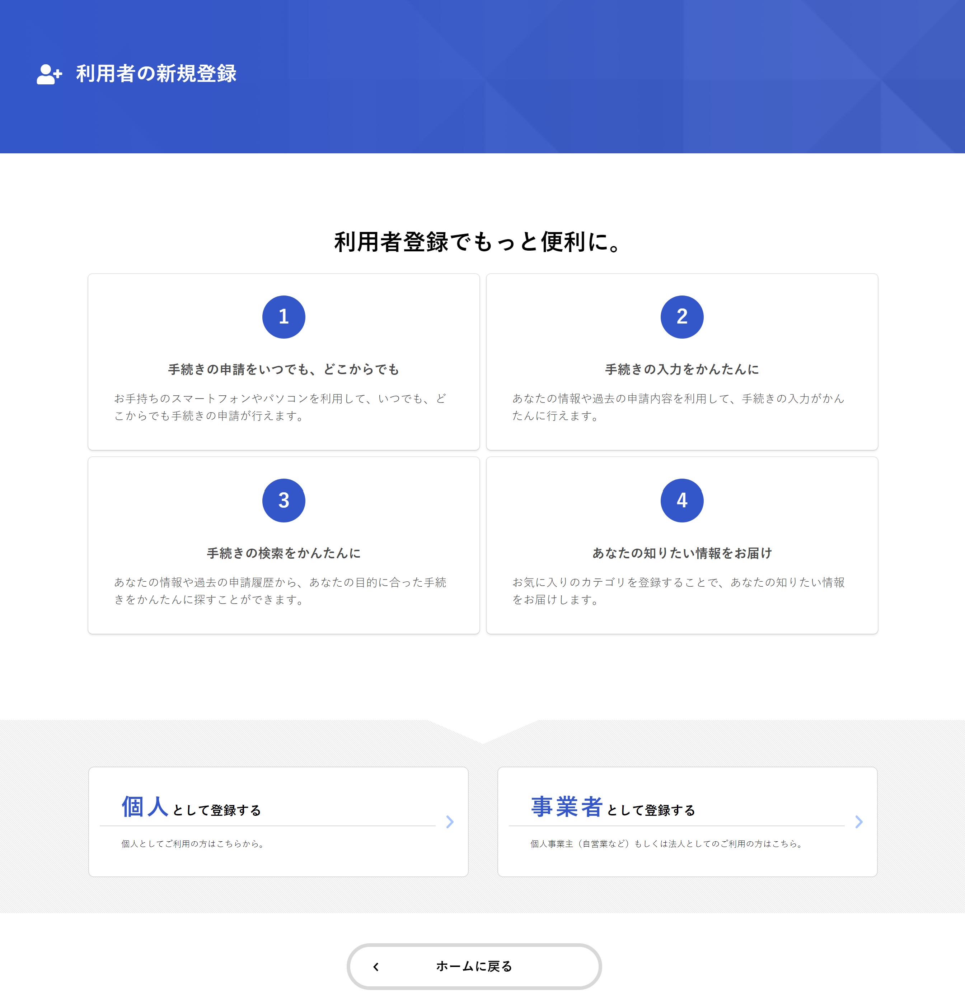 利用者の新規登録
利用者登録でもっと便利に。
1
手続きの申請をいつでも、どこからでも
お手持ちのスマートフォンやパソコンを利用して、いつでも、ど
こからでも手続きの申請が行えます。
2
手続きの入力をかんたんに
あなたの情報や過去の申請内容を利用して、手続きの入力がかん
たんに行えます。
3
手続きの検索をかんたんに
あなたの情報や過去の申請履歴から、あなたの目的に合った手続
きをかんたんに探すことができます。
4
あなたの知りたい情報をお届け
お気に入りのカテゴリを登録することで、あなたの知りたい情報
をお届けします。
個人として登録する
個人としてご利用の方はこちらから。
事業者として登録する
個人事業主（自営業など）もしくは法人としてのご利用の方はこちら。
ホームに戻る